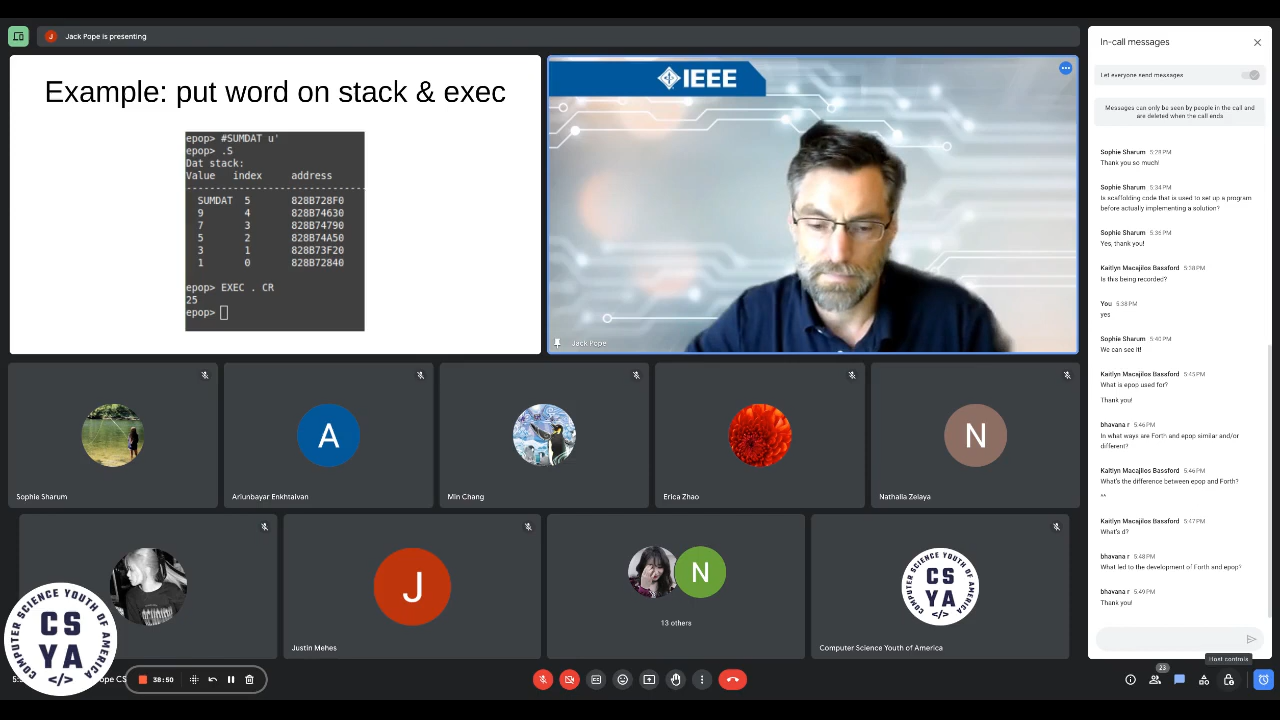 Jack Pope is presenting
Example: put word on stack & exec
epop> #SUMDAT u'
epop> .S
Dat stack:
Value index address
SUMDAT 5 828B728F0
9 4 828B74630
7 3 828B74790
5 2 828B74A50
3 1 828B73F20
1 0 828B72840
epop> EXEC . CR
25
epop>
IEEE
Jack Pope
Sophie Sharum
A
Ariunbayar Enkhtaivan
Min Chang
Erica Zhao
N
Nathalia Zelaya
J
Justin Mehes
N
13 others
CS
YA
</>
Computer Science Youth of America
COMPUTER SCIENCE YOUTH OF AMERICA
CS
YA
</>
38:50
In-call messages
Let everyone send messages
Messages can only be seen by people in the call and
are deleted when the call ends
Sophie Sharum 5:28 PM
Thank you so much!
Sophie Sharum 5:34 PM
Is scaffolding code that is used to set up a program
before actually implementing a solution?
Sophie Sharum 5:36 PM
Yes, thank you!
Kaitlyn Macajilos Bassford 5:38 PM
Is this being recorded?
You 5:38 PM
yes
Sophie Sharum 5:40 PM
We can see it!
Kaitlyn Macajilos Bassford 5:45 PM
What is epop used for?
Thank you!
bhavana r 5:46 PM
In what ways are Forth and epop similar and/or
different?
Kaitlyn Macajilos Bassford 5:46 PM
What's the difference between epop and Forth?
^^
Kaitlyn Macajilos Bassford 5:47 PM
What's d?
bhavana r 5:48 PM
What led to the development of Forth and epop?
bhavana r 5:49 PM
Thank you!
Host controls
23